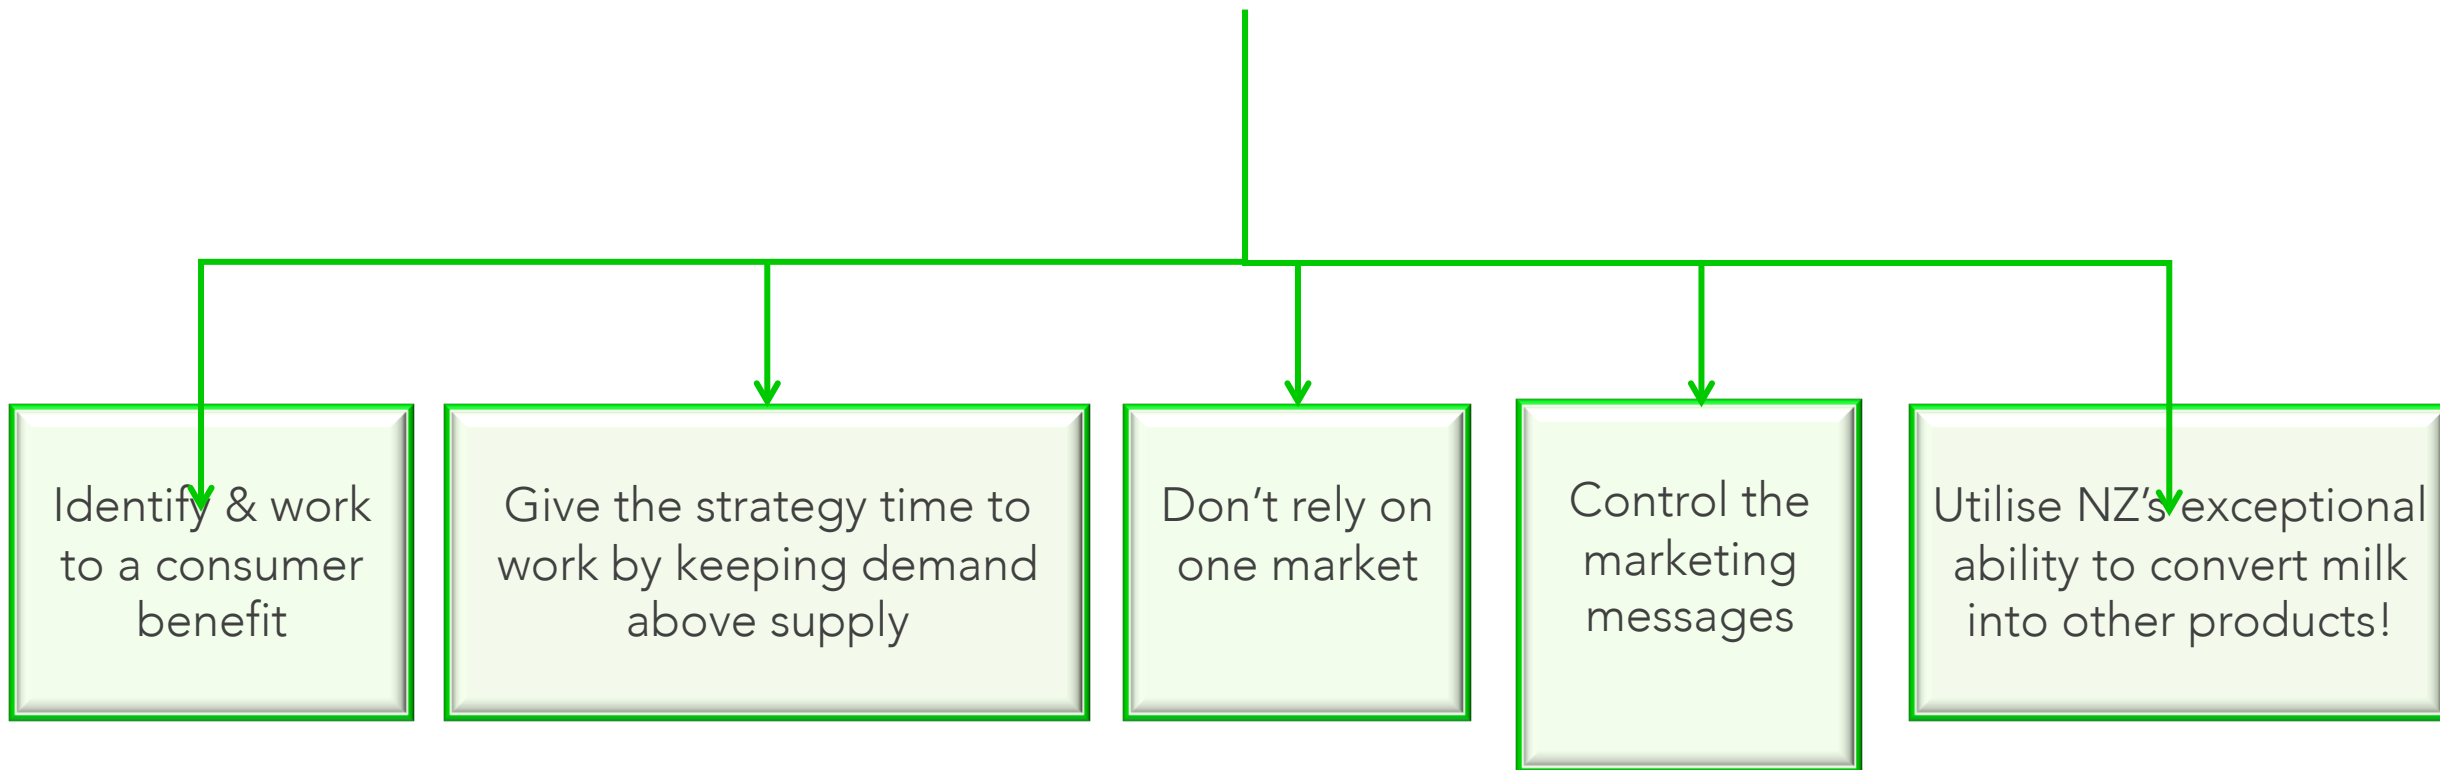 Identify & work
to a consumer
benefit
Give the strategy time to
work by keeping demand
above supply
Don’t rely on
one market
Control the
marketing
messages
Utilise NZ’s exceptional
ability to convert milk
into other products!